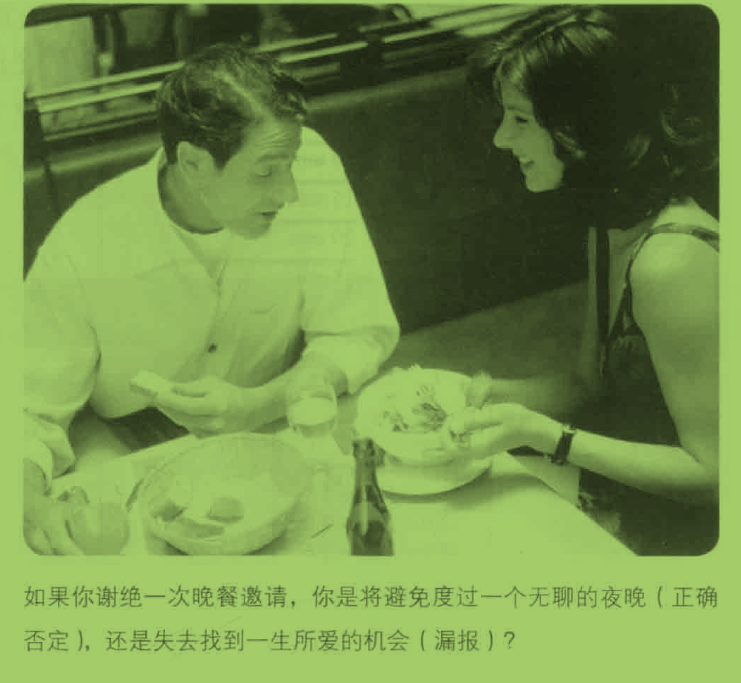 如果你谢绝一次晚餐邀请，你是将避免度过一个无聊的夜晚（正确
否定），还是失去找到一生所爱的机会（漏报）？